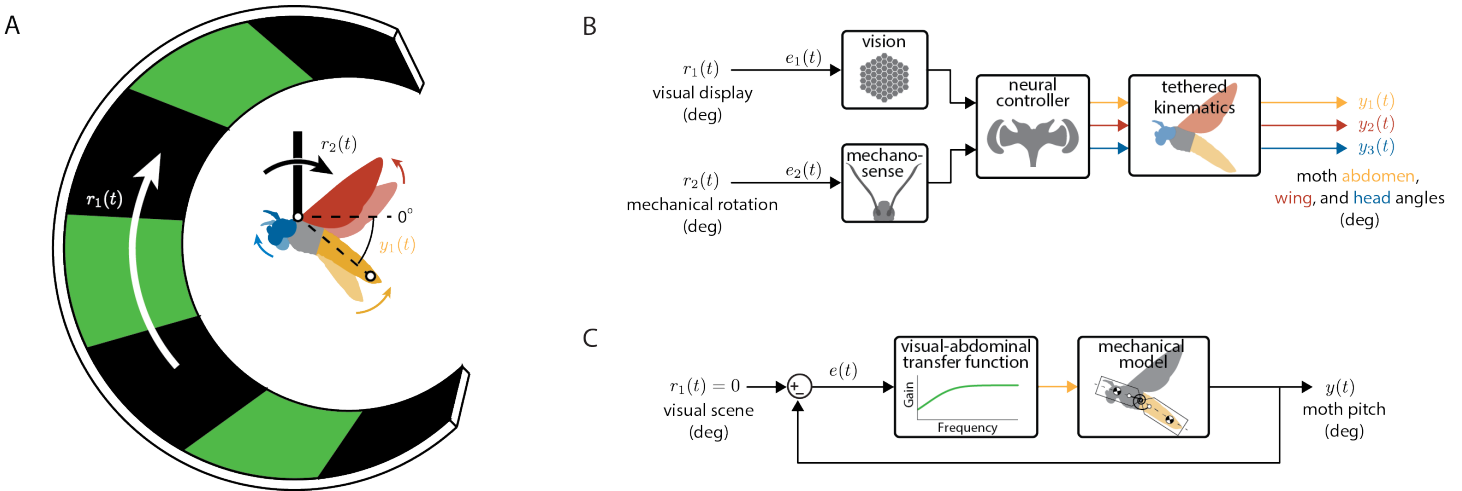 A
r₁(t)
r₂(t)
0°
y₁(t)
B
r₁(t)
visual display
(deg)
e₁(t)
vision
r₂(t)
mechanical rotation
(deg)
e₂(t)
mechano-
sense
neural
controller
tethered
kinematics
y₁(t)
y₂(t)
y₃(t)
moth abdomen,
wing, and head angles
(deg)
C
r₁(t) = 0
visual scene
(deg)
+
−
e(t)
visual-abdominal
transfer function
Gain
Frequency
mechanical
model
y(t)
moth pitch
(deg)